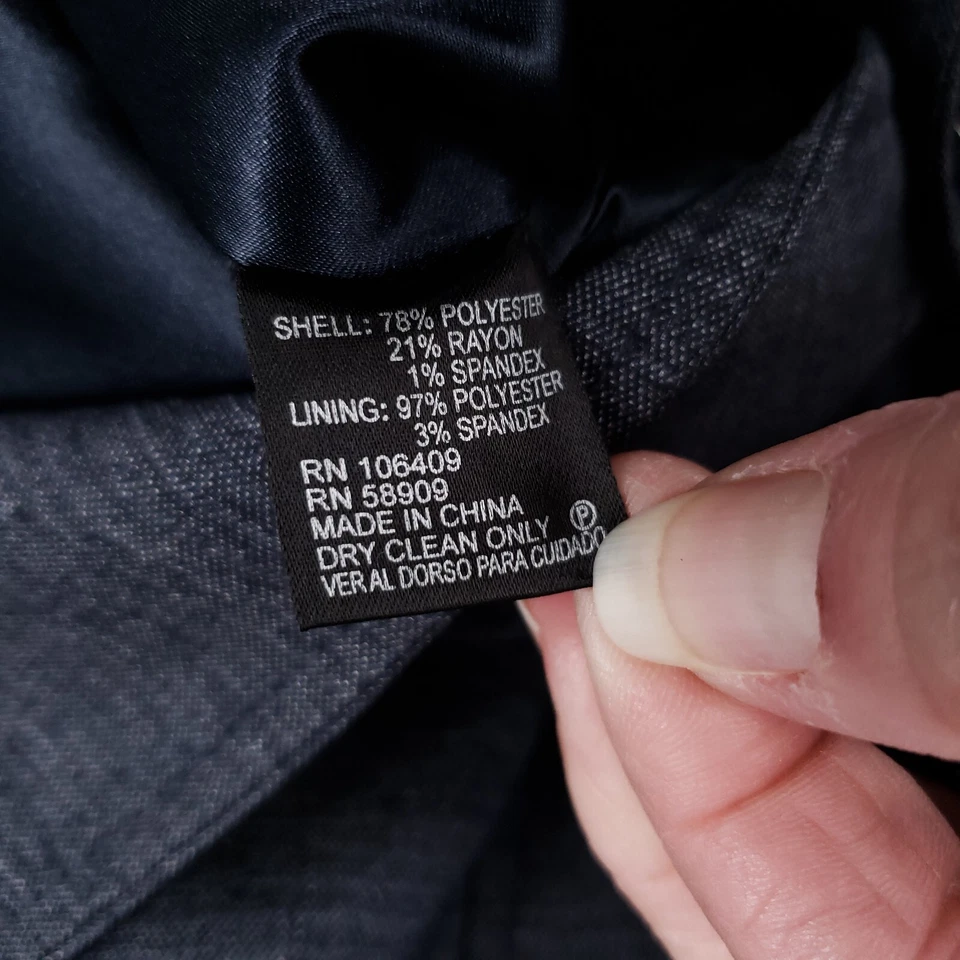 SHELL: 78% POLYESTER
21% RAYON
1% SPANDEX
LINING: 97% POLYESTER
3% SPANDEX
RN 106409
RN 58909
MADE IN CHINA
DRY CLEAN ONLY Ⓟ
VER AL DORSO PARA CUIDADO